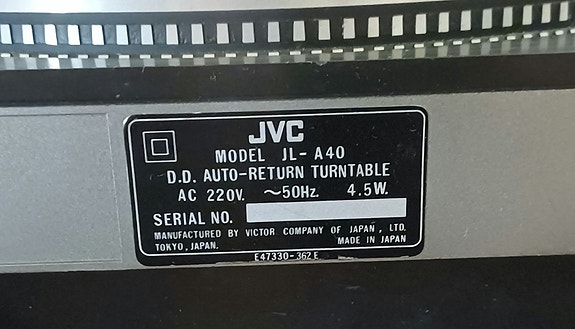 JVC
MODEL JL-A40
D.D. AUTO-RETURN TURNTABLE
AC 220V. ~50Hz. 4.5W.
SERIAL NO.
MANUFACTURED BY VICTOR COMPANY OF JAPAN, LTD.
TOKYO, JAPAN. MADE IN JAPAN
E47330-362E